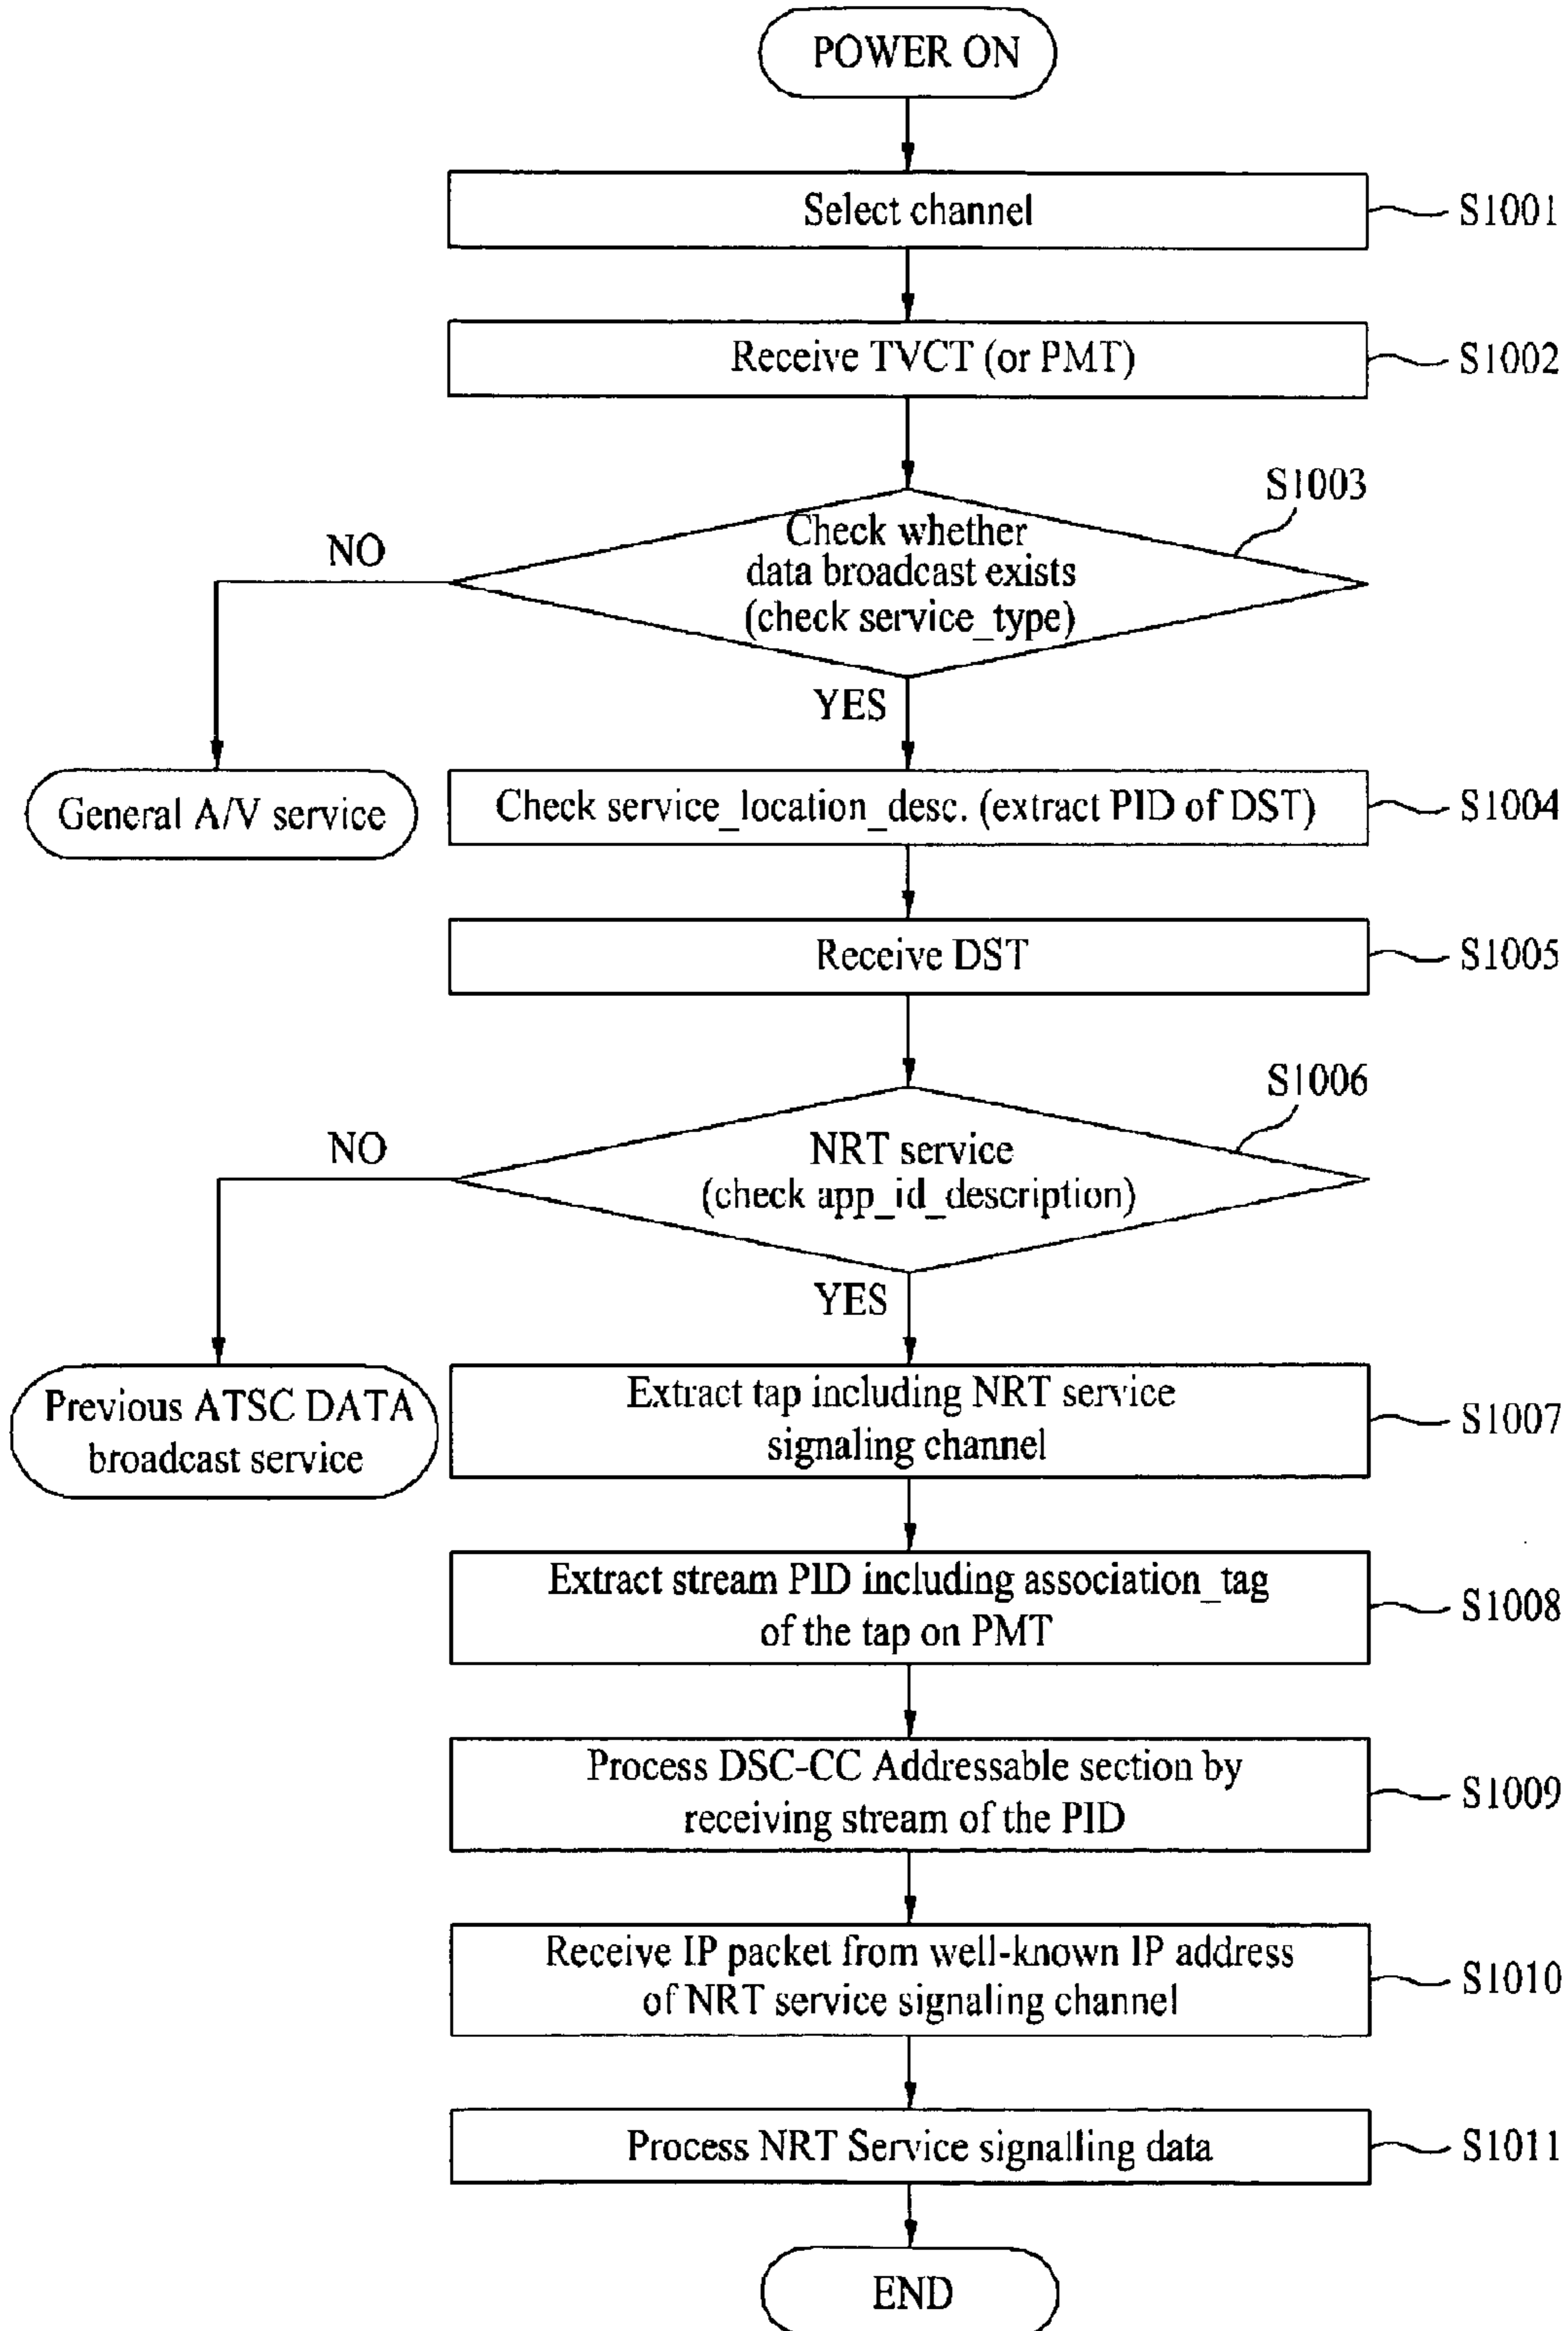 POWER ON
Select channel
S1001
Receive TVCT (or PMT)
S1002
S1003
Check whether
data broadcast exists
(check service_type)
NO
YES
General A/V service
Check service_location_desc. (extract PID of DST)
S1004
Receive DST
S1005
S1006
NRT service
(check app_id_description)
NO
YES
Previous ATSC DATA
broadcast service
Extract tap including NRT service
signaling channel
S1007
Extract stream PID including association_tag
of the tap on PMT
S1008
Process DSC-CC Addressable section by
receiving stream of the PID
S1009
Receive IP packet from well-known IP address
of NRT service signaling channel
S1010
Process NRT Service signalling data
S1011
END